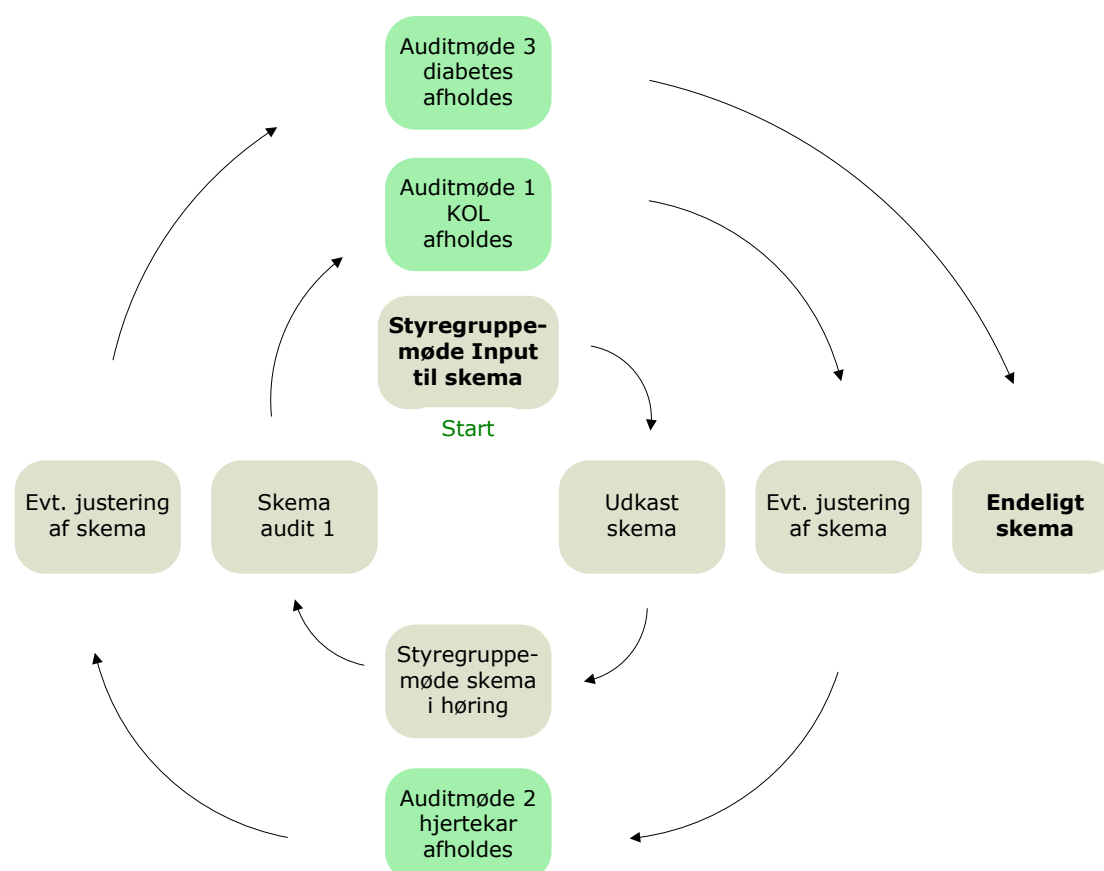 Auditmøde 3
diabetes
afholdes
Auditmøde 1
KOL
afholdes
Styregruppe-
møde Input
til skema
Start
Evt. justering
af skema
Skema
audit 1
Udkast
skema
Evt. justering
af skema
Endeligt
skema
Styregruppe-
møde skema
i høring
Auditmøde 2
hjertekar
afholdes